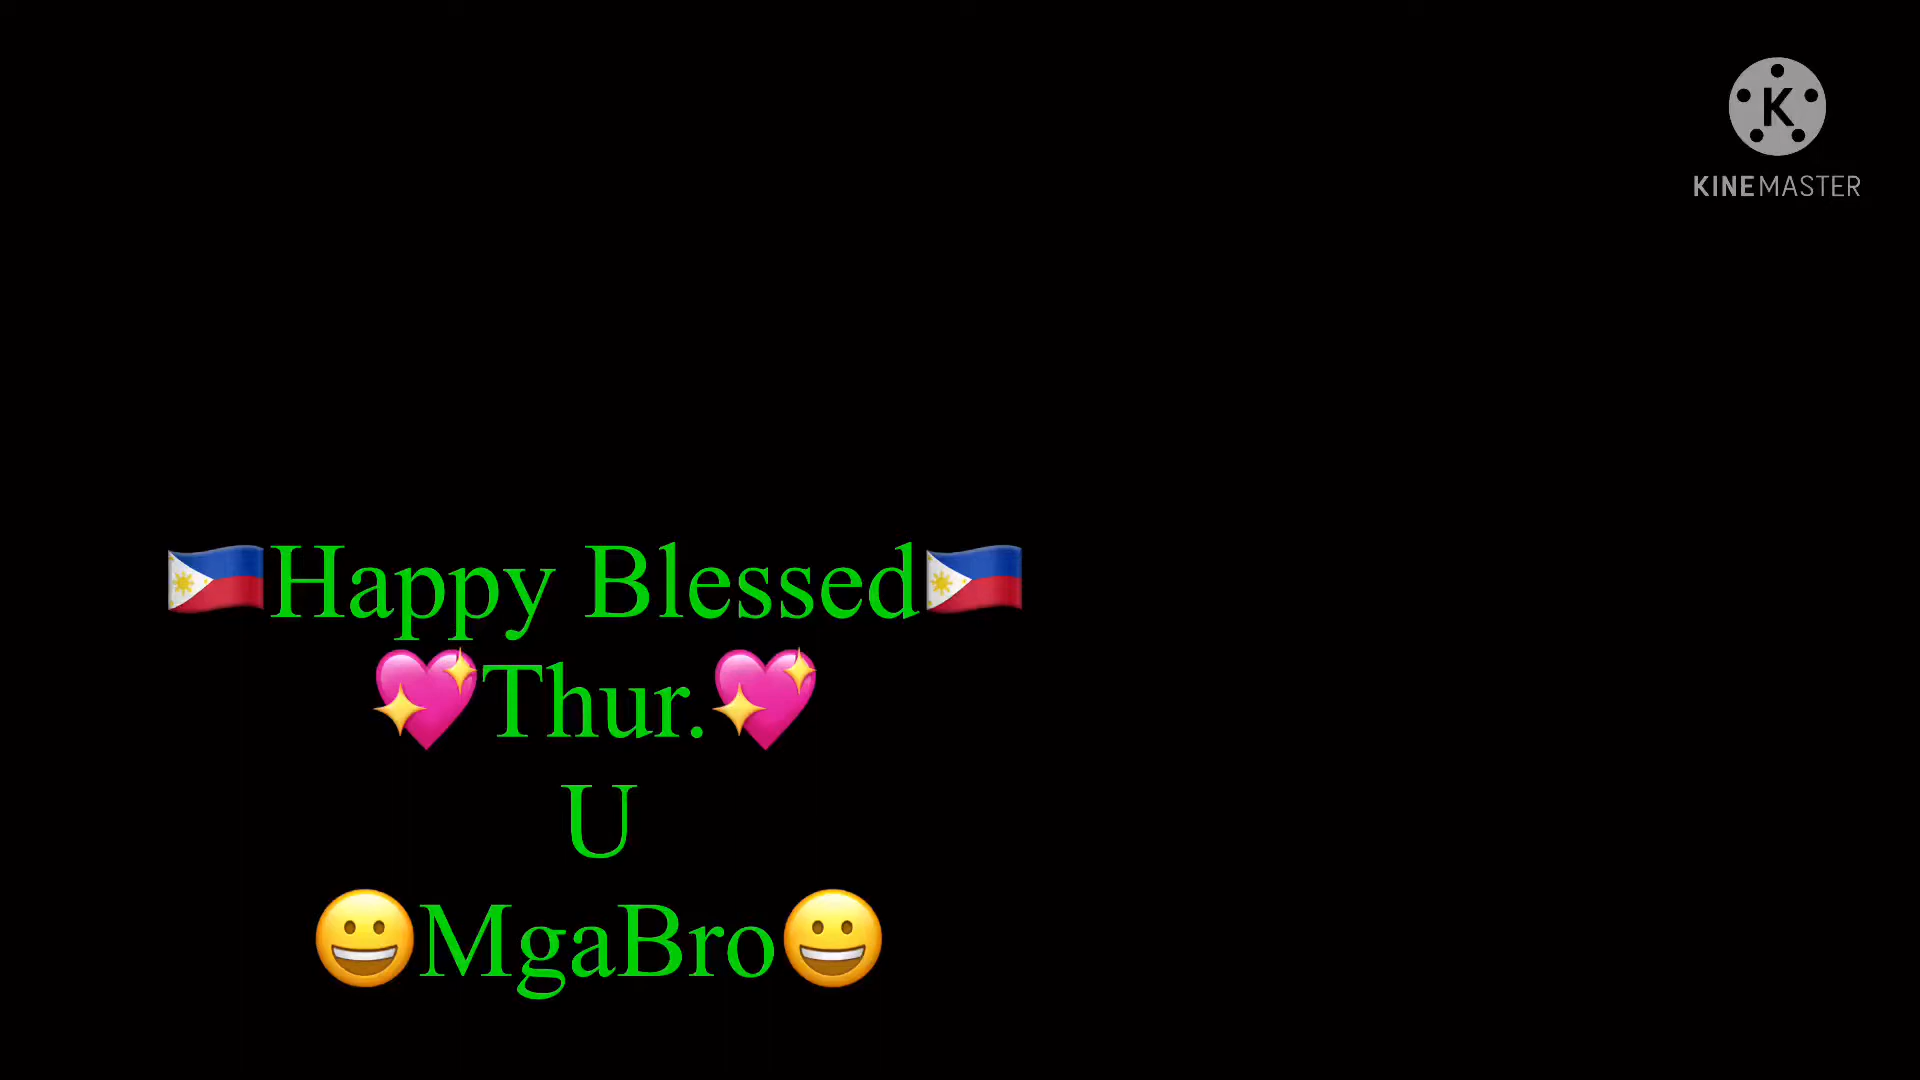 K
KINEMASTER
🇵🇭Happy Blessed🇵🇭
💖Thur.💖
U
😀MgaBro😀